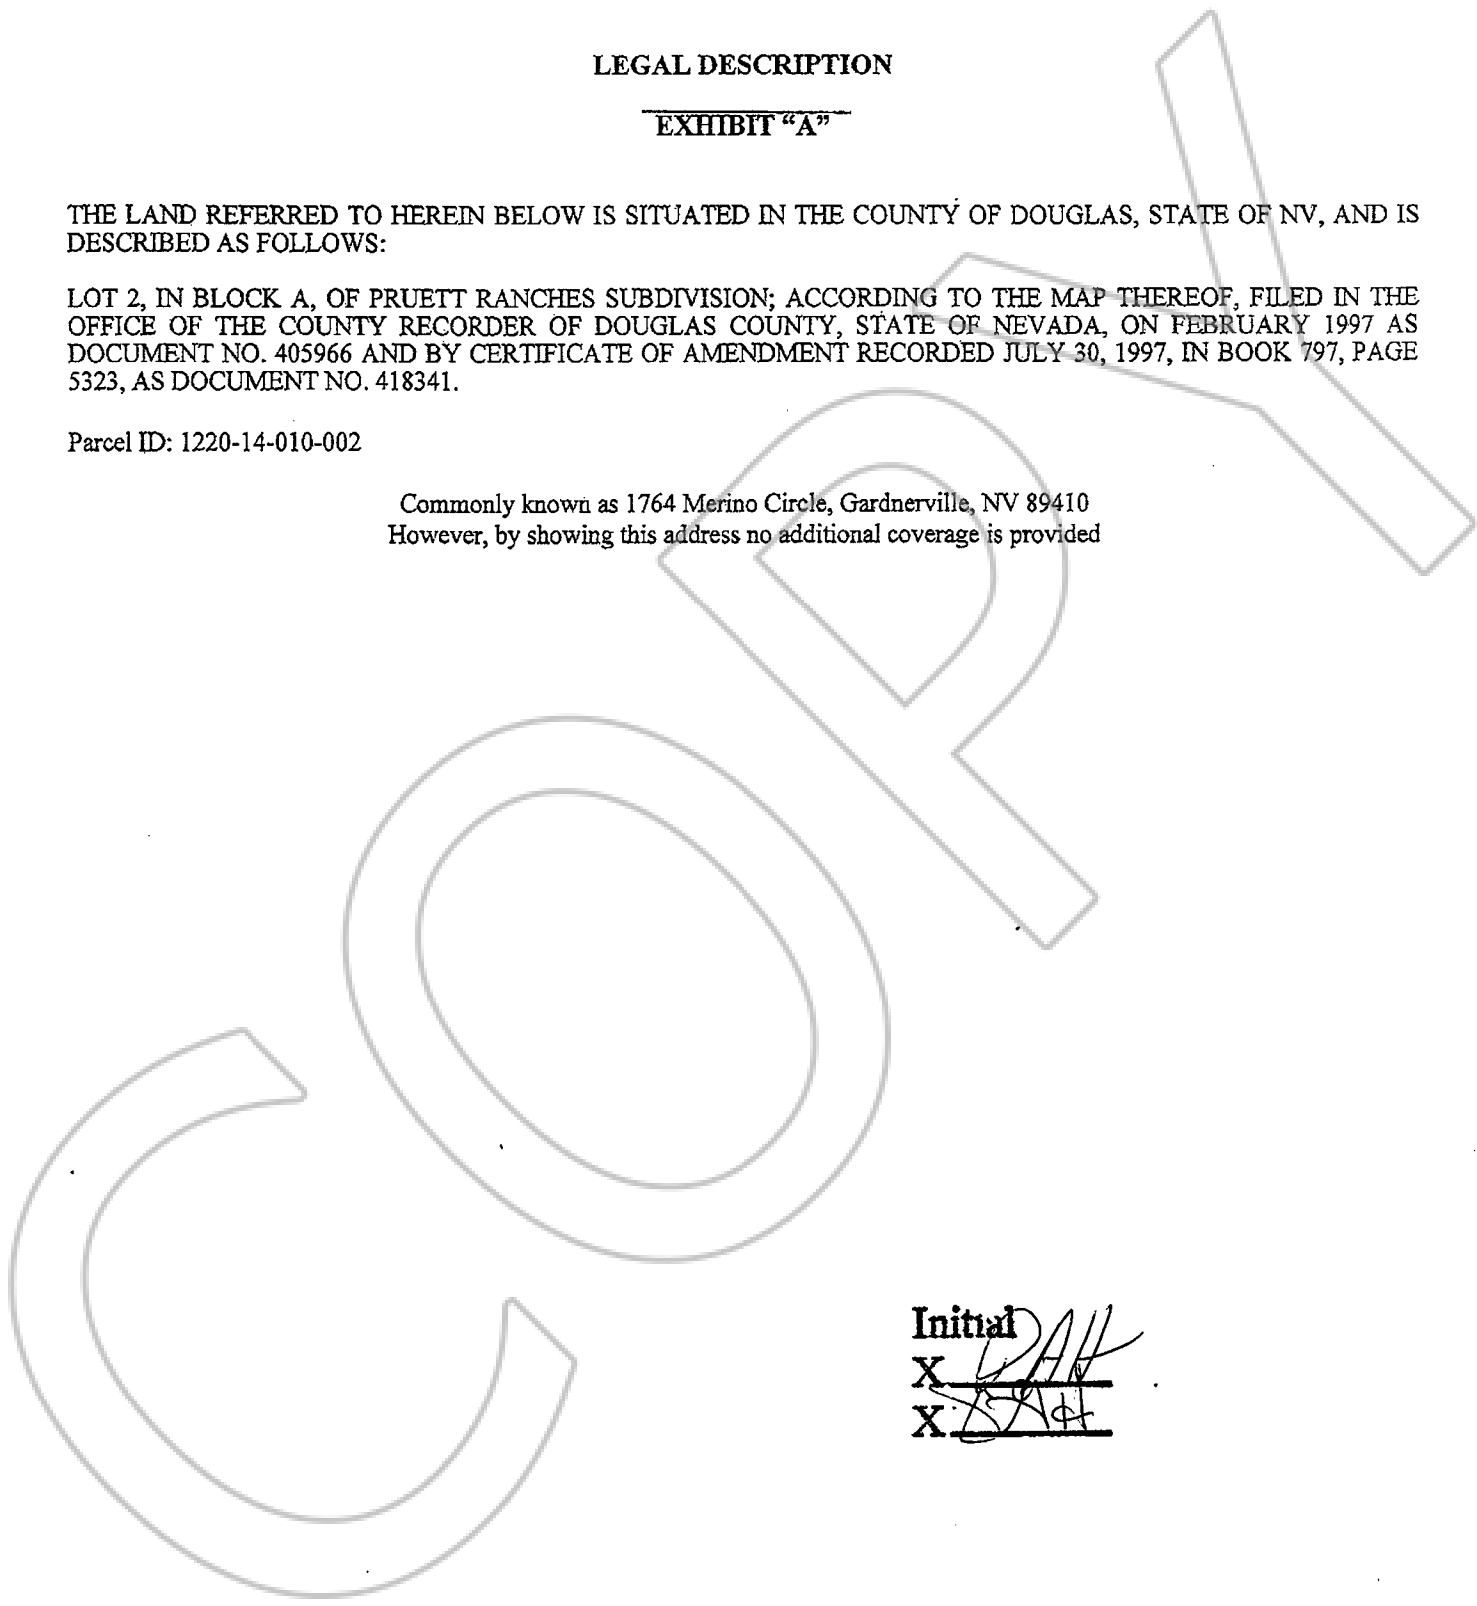 LEGAL DESCRIPTION
EXHIBIT “A”
THE LAND REFERRED TO HEREIN BELOW IS SITUATED IN THE COUNTY OF DOUGLAS, STATE OF NV, AND IS
DESCRIBED AS FOLLOWS:
LOT 2, IN BLOCK A, OF PRUETT RANCHES SUBDIVISION; ACCORDING TO THE MAP THEREOF, FILED IN THE
OFFICE OF THE COUNTY RECORDER OF DOUGLAS COUNTY, STATE OF NEVADA, ON FEBRUARY 1997 AS
DOCUMENT NO. 405966 AND BY CERTIFICATE OF AMENDMENT RECORDED JULY 30, 1997, IN BOOK 797, PAGE
5323, AS DOCUMENT NO. 418341.
Parcel ID: 1220-14-010-002
Commonly known as 1764 Merino Circle, Gardnerville, NV 89410
However, by showing this address no additional coverage is provided
COPY
Initial
X
X